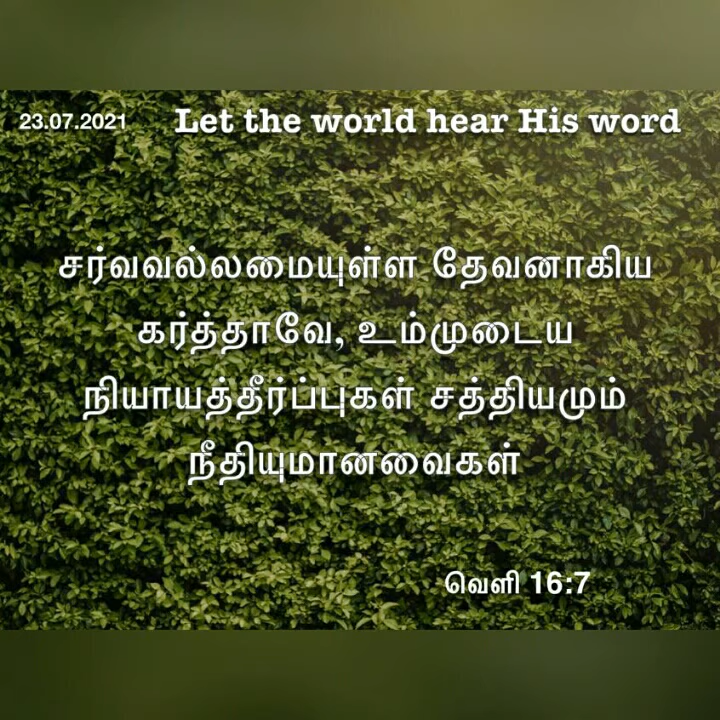 23.07.2021 Let the world hear His word
சர்வவல்லமையுள்ள தேவனாகிய
கர்த்தாவே, உம்முடைய
நியாயத்தீர்ப்புகள் சத்தியமும்
நீதியுமானவைகள்
வெளி 16:7